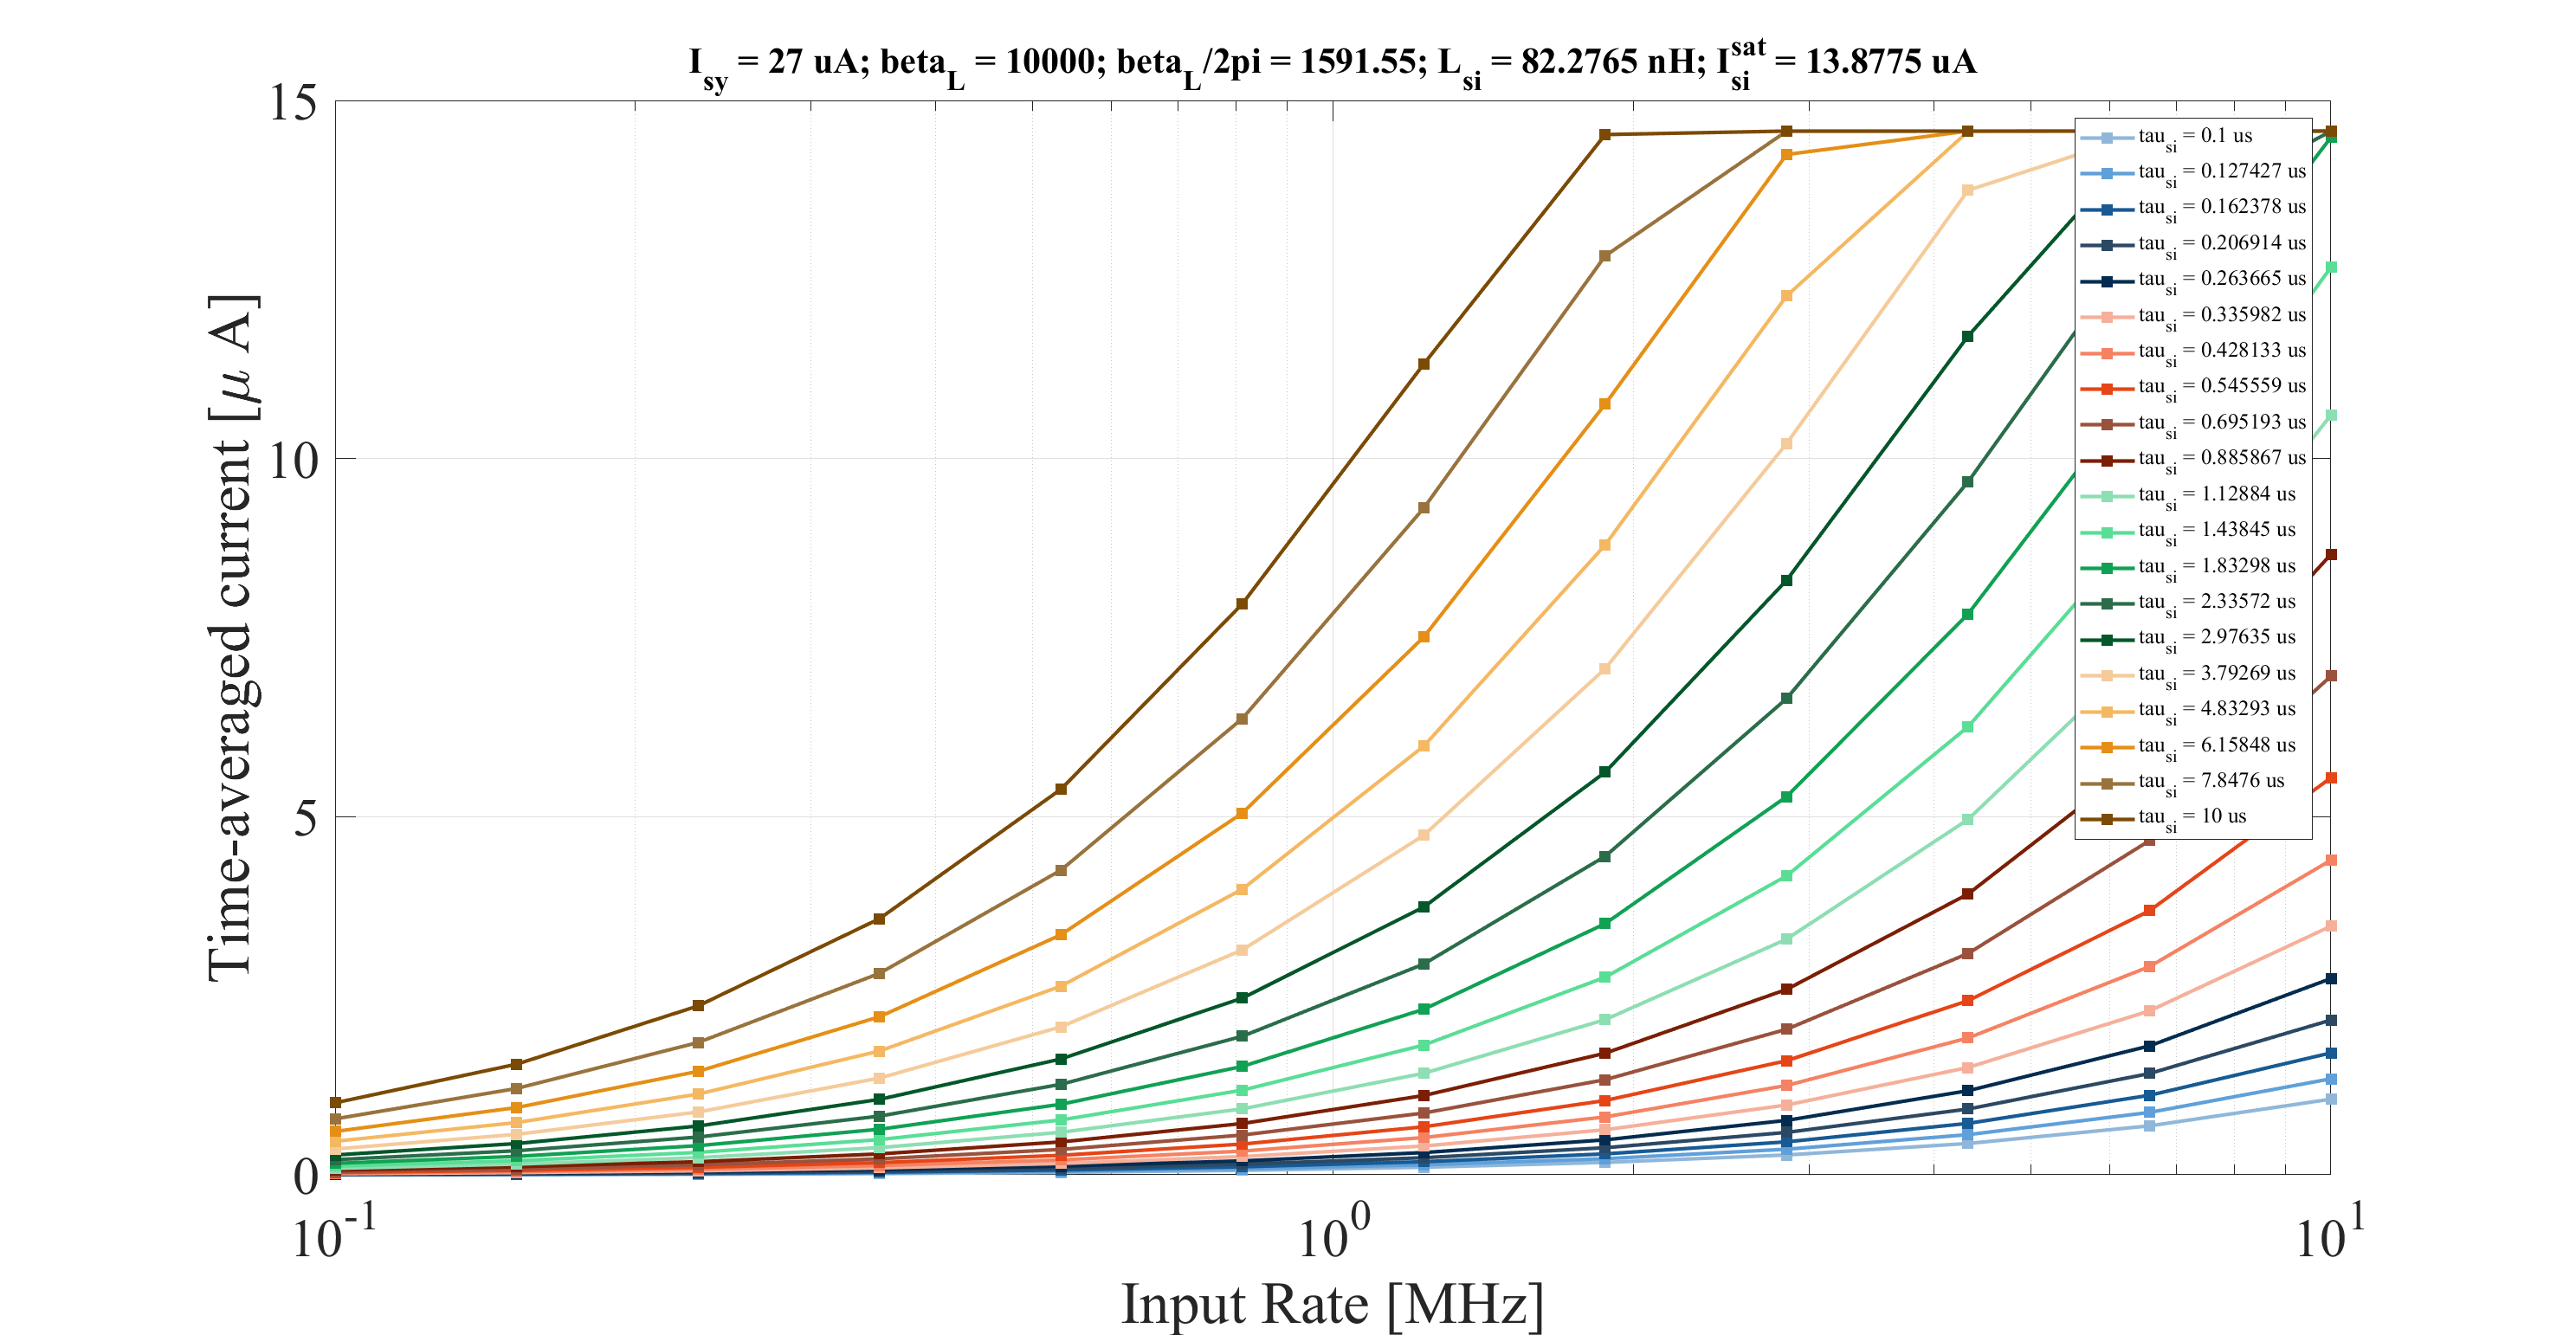 I_sy = 27 uA; beta_L = 10000; beta_L/2pi = 1591.55; L_si = 82.2765 nH; I_si^sat = 13.8775 uA
15
10
5
0
Time-averaged current [μ A]
tau_si = 0.1 us
tau_si = 0.127427 us
tau_si = 0.162378 us
tau_si = 0.206914 us
tau_si = 0.263665 us
tau_si = 0.335982 us
tau_si = 0.428133 us
tau_si = 0.545559 us
tau_si = 0.695193 us
tau_si = 0.885867 us
tau_si = 1.12884 us
tau_si = 1.43845 us
tau_si = 1.83298 us
tau_si = 2.33572 us
tau_si = 2.97635 us
tau_si = 3.79269 us
tau_si = 4.83293 us
tau_si = 6.15848 us
tau_si = 7.8476 us
tau_si = 10 us
10^-1 10^0 10^1
Input Rate [MHz]